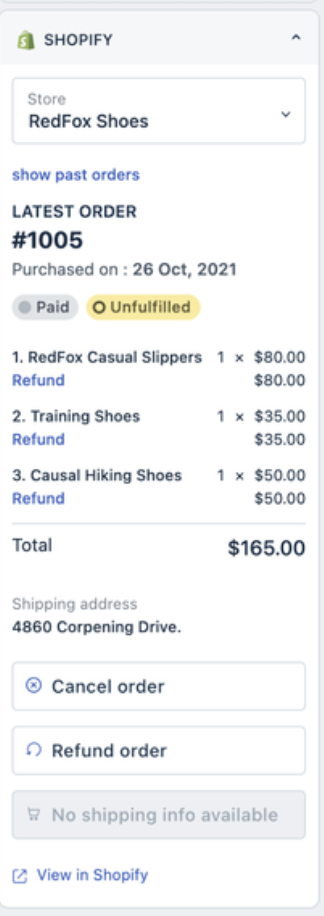 SHOPIFY
Store
RedFox Shoes
show past orders
LATEST ORDER
#1005
Purchased on : 26 Oct, 2021
Paid Unfulfilled
1. RedFox Casual Slippers 1 × $80.00
Refund $80.00
2. Training Shoes 1 × $35.00
Refund $35.00
3. Causal Hiking Shoes 1 × $50.00
Refund $50.00
Total $165.00
Shipping address
4860 Corpening Drive.
Cancel order
Refund order
No shipping info available
View in Shopify